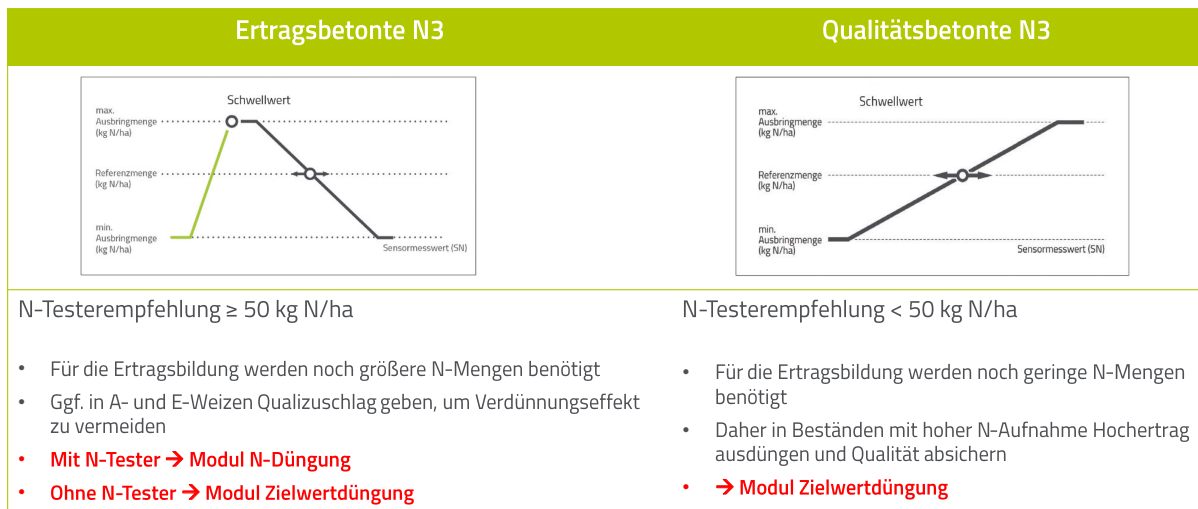 Ertragsbetonte N3
Schwellwert
max.
Ausbringmenge
(kg N/ha)
Referenzmenge
(kg N/ha)
min.
Ausbringmenge
(kg N/ha)
Sensormesswert (SN)
N-Testerempfehlung ≥ 50 kg N/ha
• Für die Ertragsbildung werden noch größere N-Mengen benötigt
• Ggf. in A- und E-Weizen Qualizuschlag geben, um Verdünnungseffekt
zu vermeiden
• Mit N-Tester → Modul N-Düngung
• Ohne N-Tester → Modul Zielwertdüngung
Qualitätsbetonte N3
Schwellwert
max.
Ausbringmenge
(kg N/ha)
Referenzmenge
(kg N/ha)
min.
Ausbringmenge
(kg N/ha)
Sensormesswert (SN)
N-Testerempfehlung < 50 kg N/ha
• Für die Ertragsbildung werden noch geringe N-Mengen
benötigt
• Daher in Beständen mit hoher N-Aufnahme Hochertrag
ausdüngen und Qualität absichern
• → Modul Zielwertdüngung